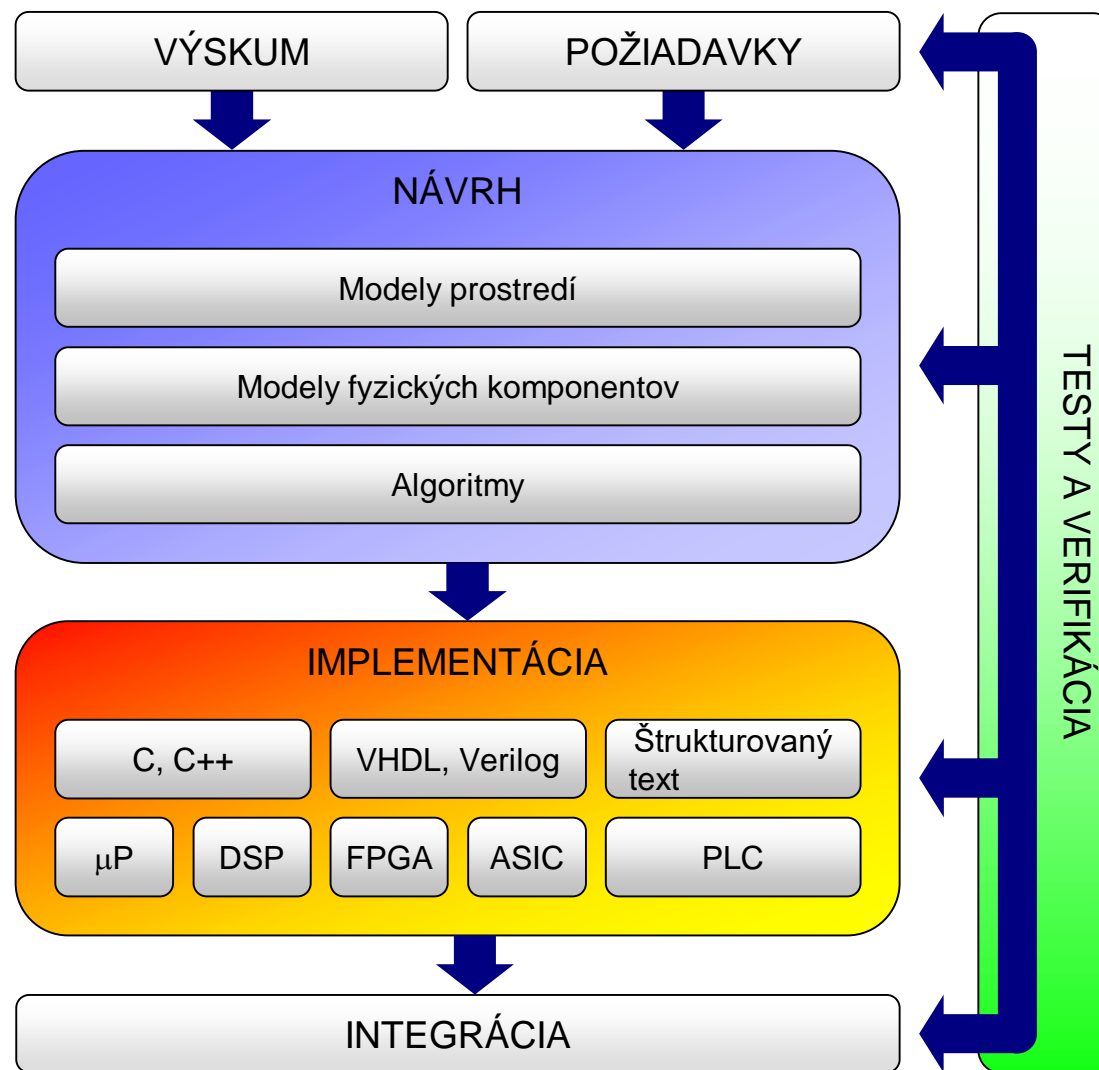 VÝSKUM
POŽIADAVKY
NÁVRH
Modely prostredí
Modely fyzických komponentov
Algoritmy
IMPLEMENTÁCIA
C, C++
VHDL, Verilog
Štrukturovaný
text
μP
DSP
FPGA
ASIC
PLC
INTEGRÁCIA
TESTY A VERIFIKÁCIA